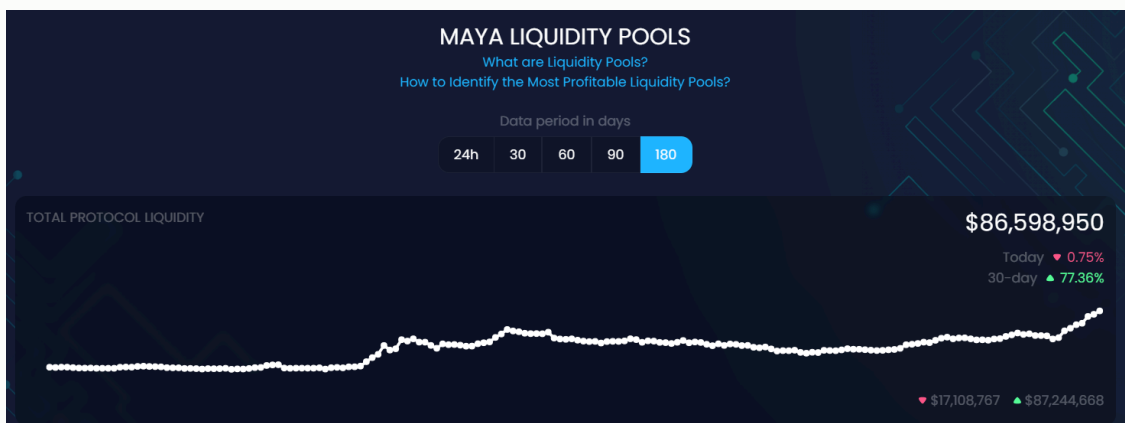 MAYA LIQUIDITY POOLS
What are Liquidity Pools?
How to Identify the Most Profitable Liquidity Pools?
Data period in days
24h 30 60 90 180
TOTAL PROTOCOL LIQUIDITY
$86,598,950
Today ▼ 0.75%
30-day ▲ 77.36%
▼ $17,108,767 ▲ $87,244,668